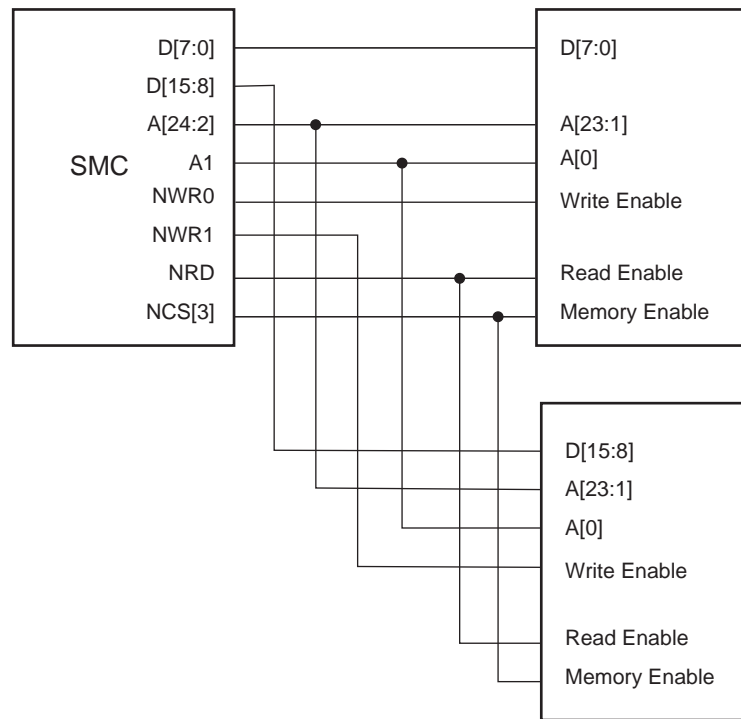 D[7:0]
D[15:8]
A[24:2]
SMC
A1
NWR0
NWR1
NRD
NCS[3]
D[7:0]
A[23:1]
A[0]
Write Enable
Read Enable
Memory Enable
D[15:8]
A[23:1]
A[0]
Write Enable
Read Enable
Memory Enable